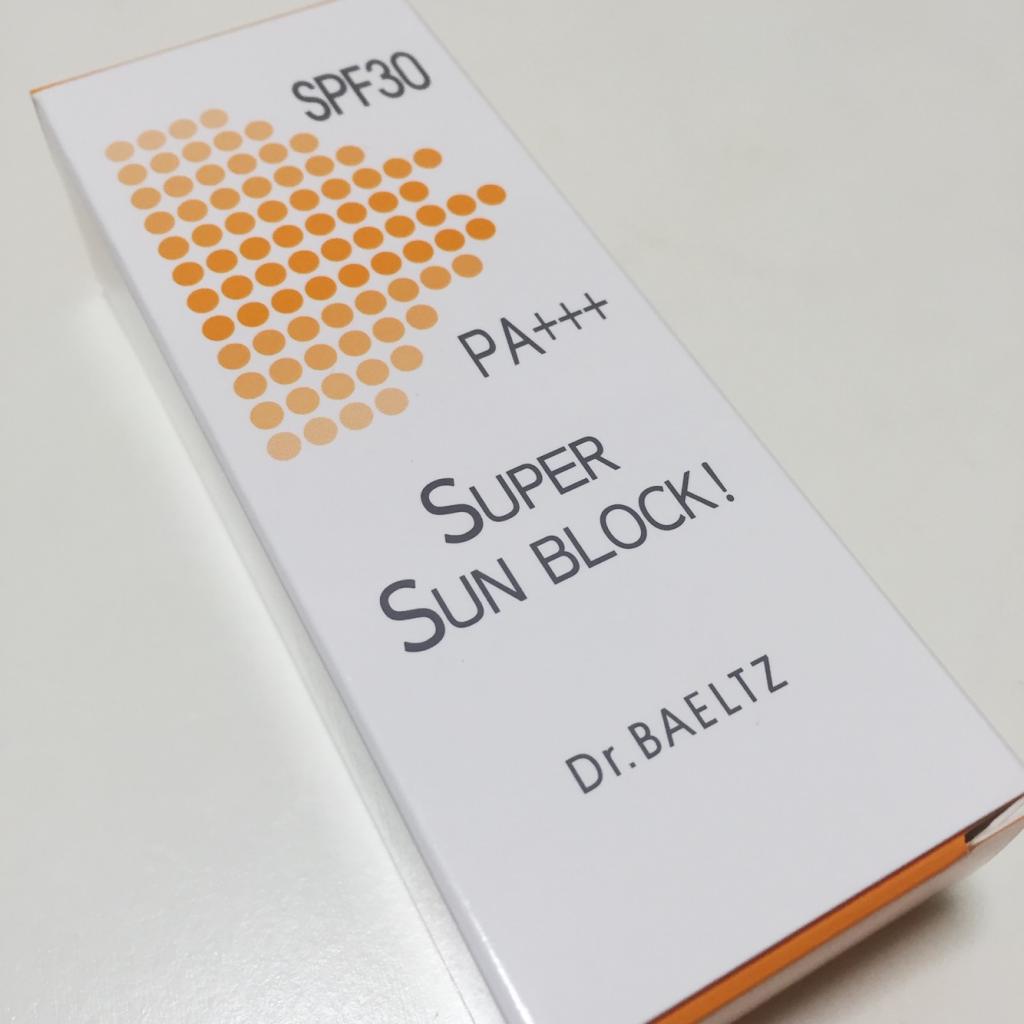 SPF30
PA+++
SUPER
SUN BLOCK!
Dr.BAELTZ